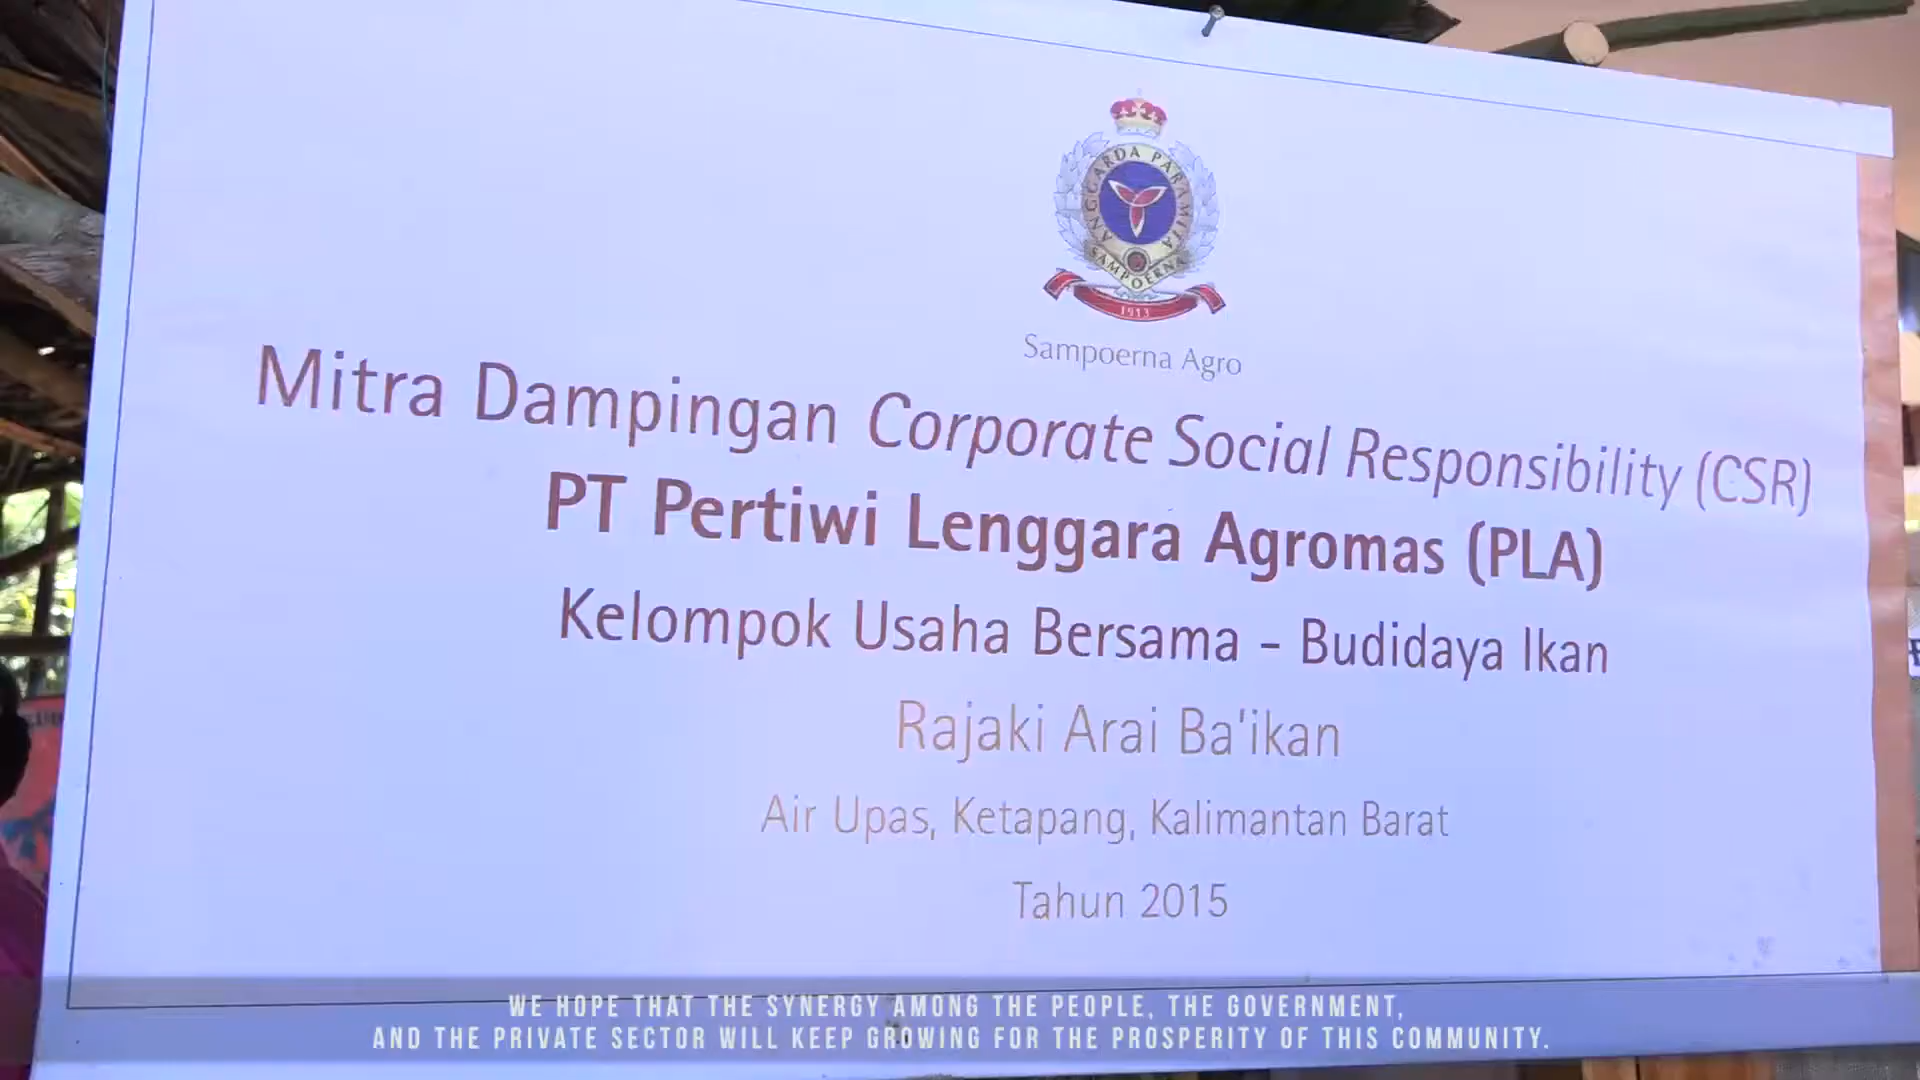 ANGGARDA PARAMITA
SAMPOERNA
1913
Sampoerna Agro
Mitra Dampingan Corporate Social Responsibility (CSR)
PT Pertiwi Lenggara Agromas (PLA)
Kelompok Usaha Bersama - Budidaya Ikan
Rajaki Arai Ba'ikan
Air Upas, Ketapang, Kalimantan Barat
Tahun 2015
WE HOPE THAT THE SYNERGY AMONG THE PEOPLE, THE GOVERNMENT,
AND THE PRIVATE SECTOR WILL KEEP GROWING FOR THE PROSPERITY OF THIS COMMUNITY.